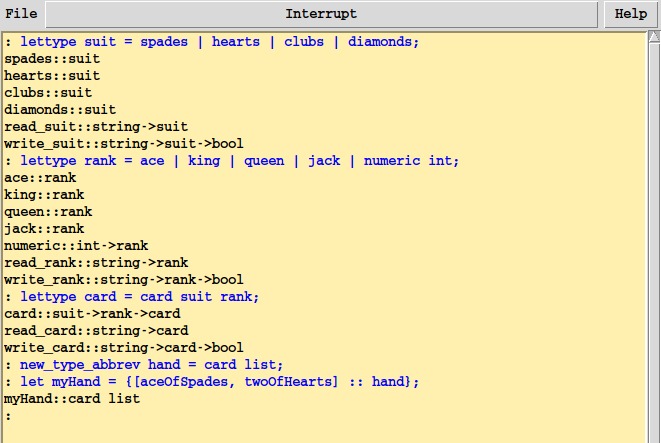 File Interrupt Help
: lettype suit = spades | hearts | clubs | diamonds;
spades::suit
hearts::suit
clubs::suit
diamonds::suit
read_suit::string->suit
write_suit::string->suit->bool
: lettype rank = ace | king | queen | jack | numeric int;
ace::rank
king::rank
queen::rank
jack::rank
numeric::int->rank
read_rank::string->rank
write_rank::string->rank->bool
: lettype card = card suit rank;
card::suit->rank->card
read_card::string->card
write_card::string->card->bool
: new_type_abbrev hand = card list;
: let myHand = {[aceOfSpades, twoOfHearts] :: hand};
myHand::card list
: